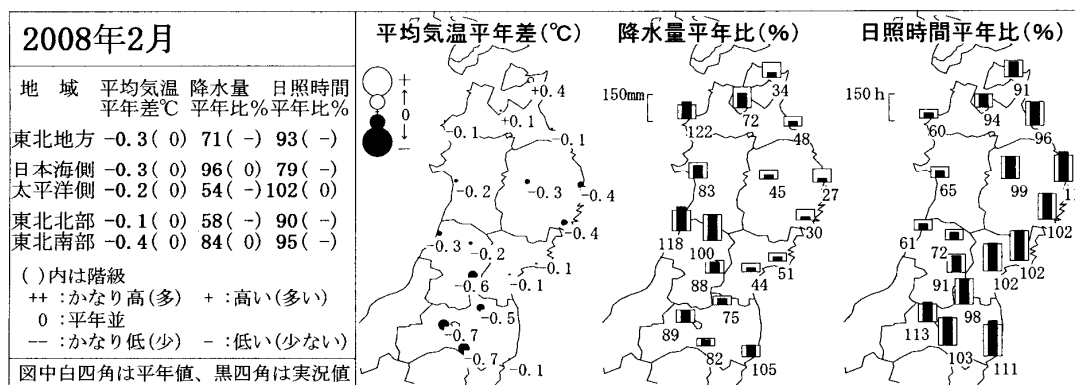 2008年2月
地　域　平均気温　降水量　日照時間
平年差℃　平年比%　平年比%
東北地方 -0.3( 0)　71( -)　93( -)
日本海側 -0.3( 0)　96( 0)　79( -)
太平洋側 -0.2( 0)　54( -)　102( 0)
東北北部 -0.1( 0)　58( -)　90( -)
東北南部 -0.4( 0)　84( 0)　95( -)
( )内は階級
++ :かなり高(多)　+ :高い(多い)
0 :平年並
-- :かなり低(少)　- :低い(少ない)
図中白四角は平年値、黒四角は実況値
平均気温平年差(℃)
+
0
-
+0.4
+0.1
-0.1
-0.1
-0.2
-0.3
-0.4
-0.4
-0.3
-0.2
-0.1
-0.6
-0.1
-0.5
-0.7
-0.7
-0.1
降水量平年比(%)
150mm
34
122
72
48
83
45
27
30
118
100
51
88
44
75
89
82
105
日照時間平年比(%)
150h
91
60
94
96
65
99
102
61
72
102
91
102
98
113
103
111